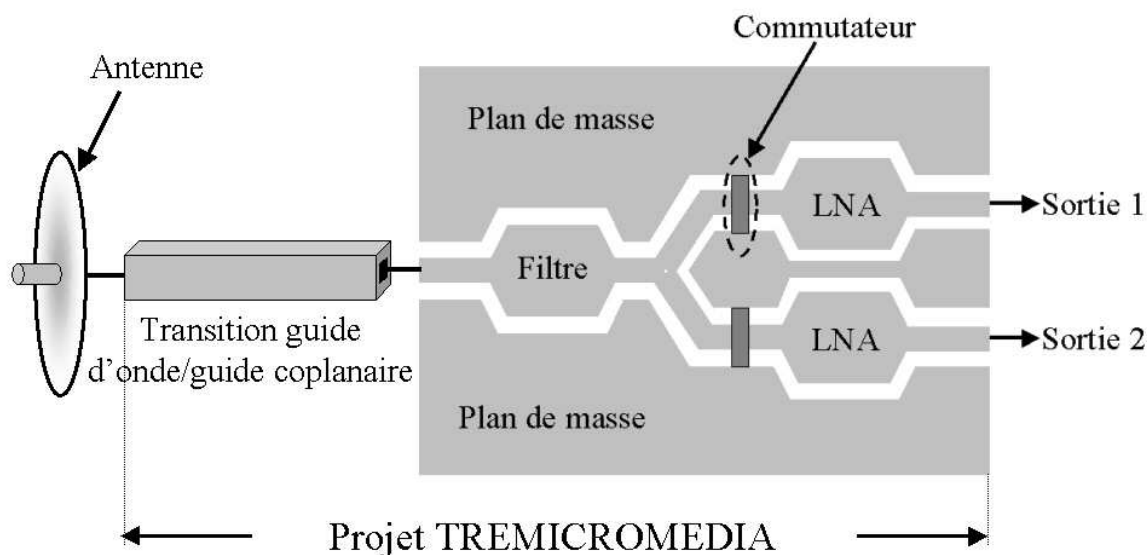 Commutateur
Antenne
Plan de masse
LNA
Sortie 1
Filtre
Transition guide
d'onde/guide coplanaire
LNA
Sortie 2
Plan de masse
Projet TREMICROMEDIA